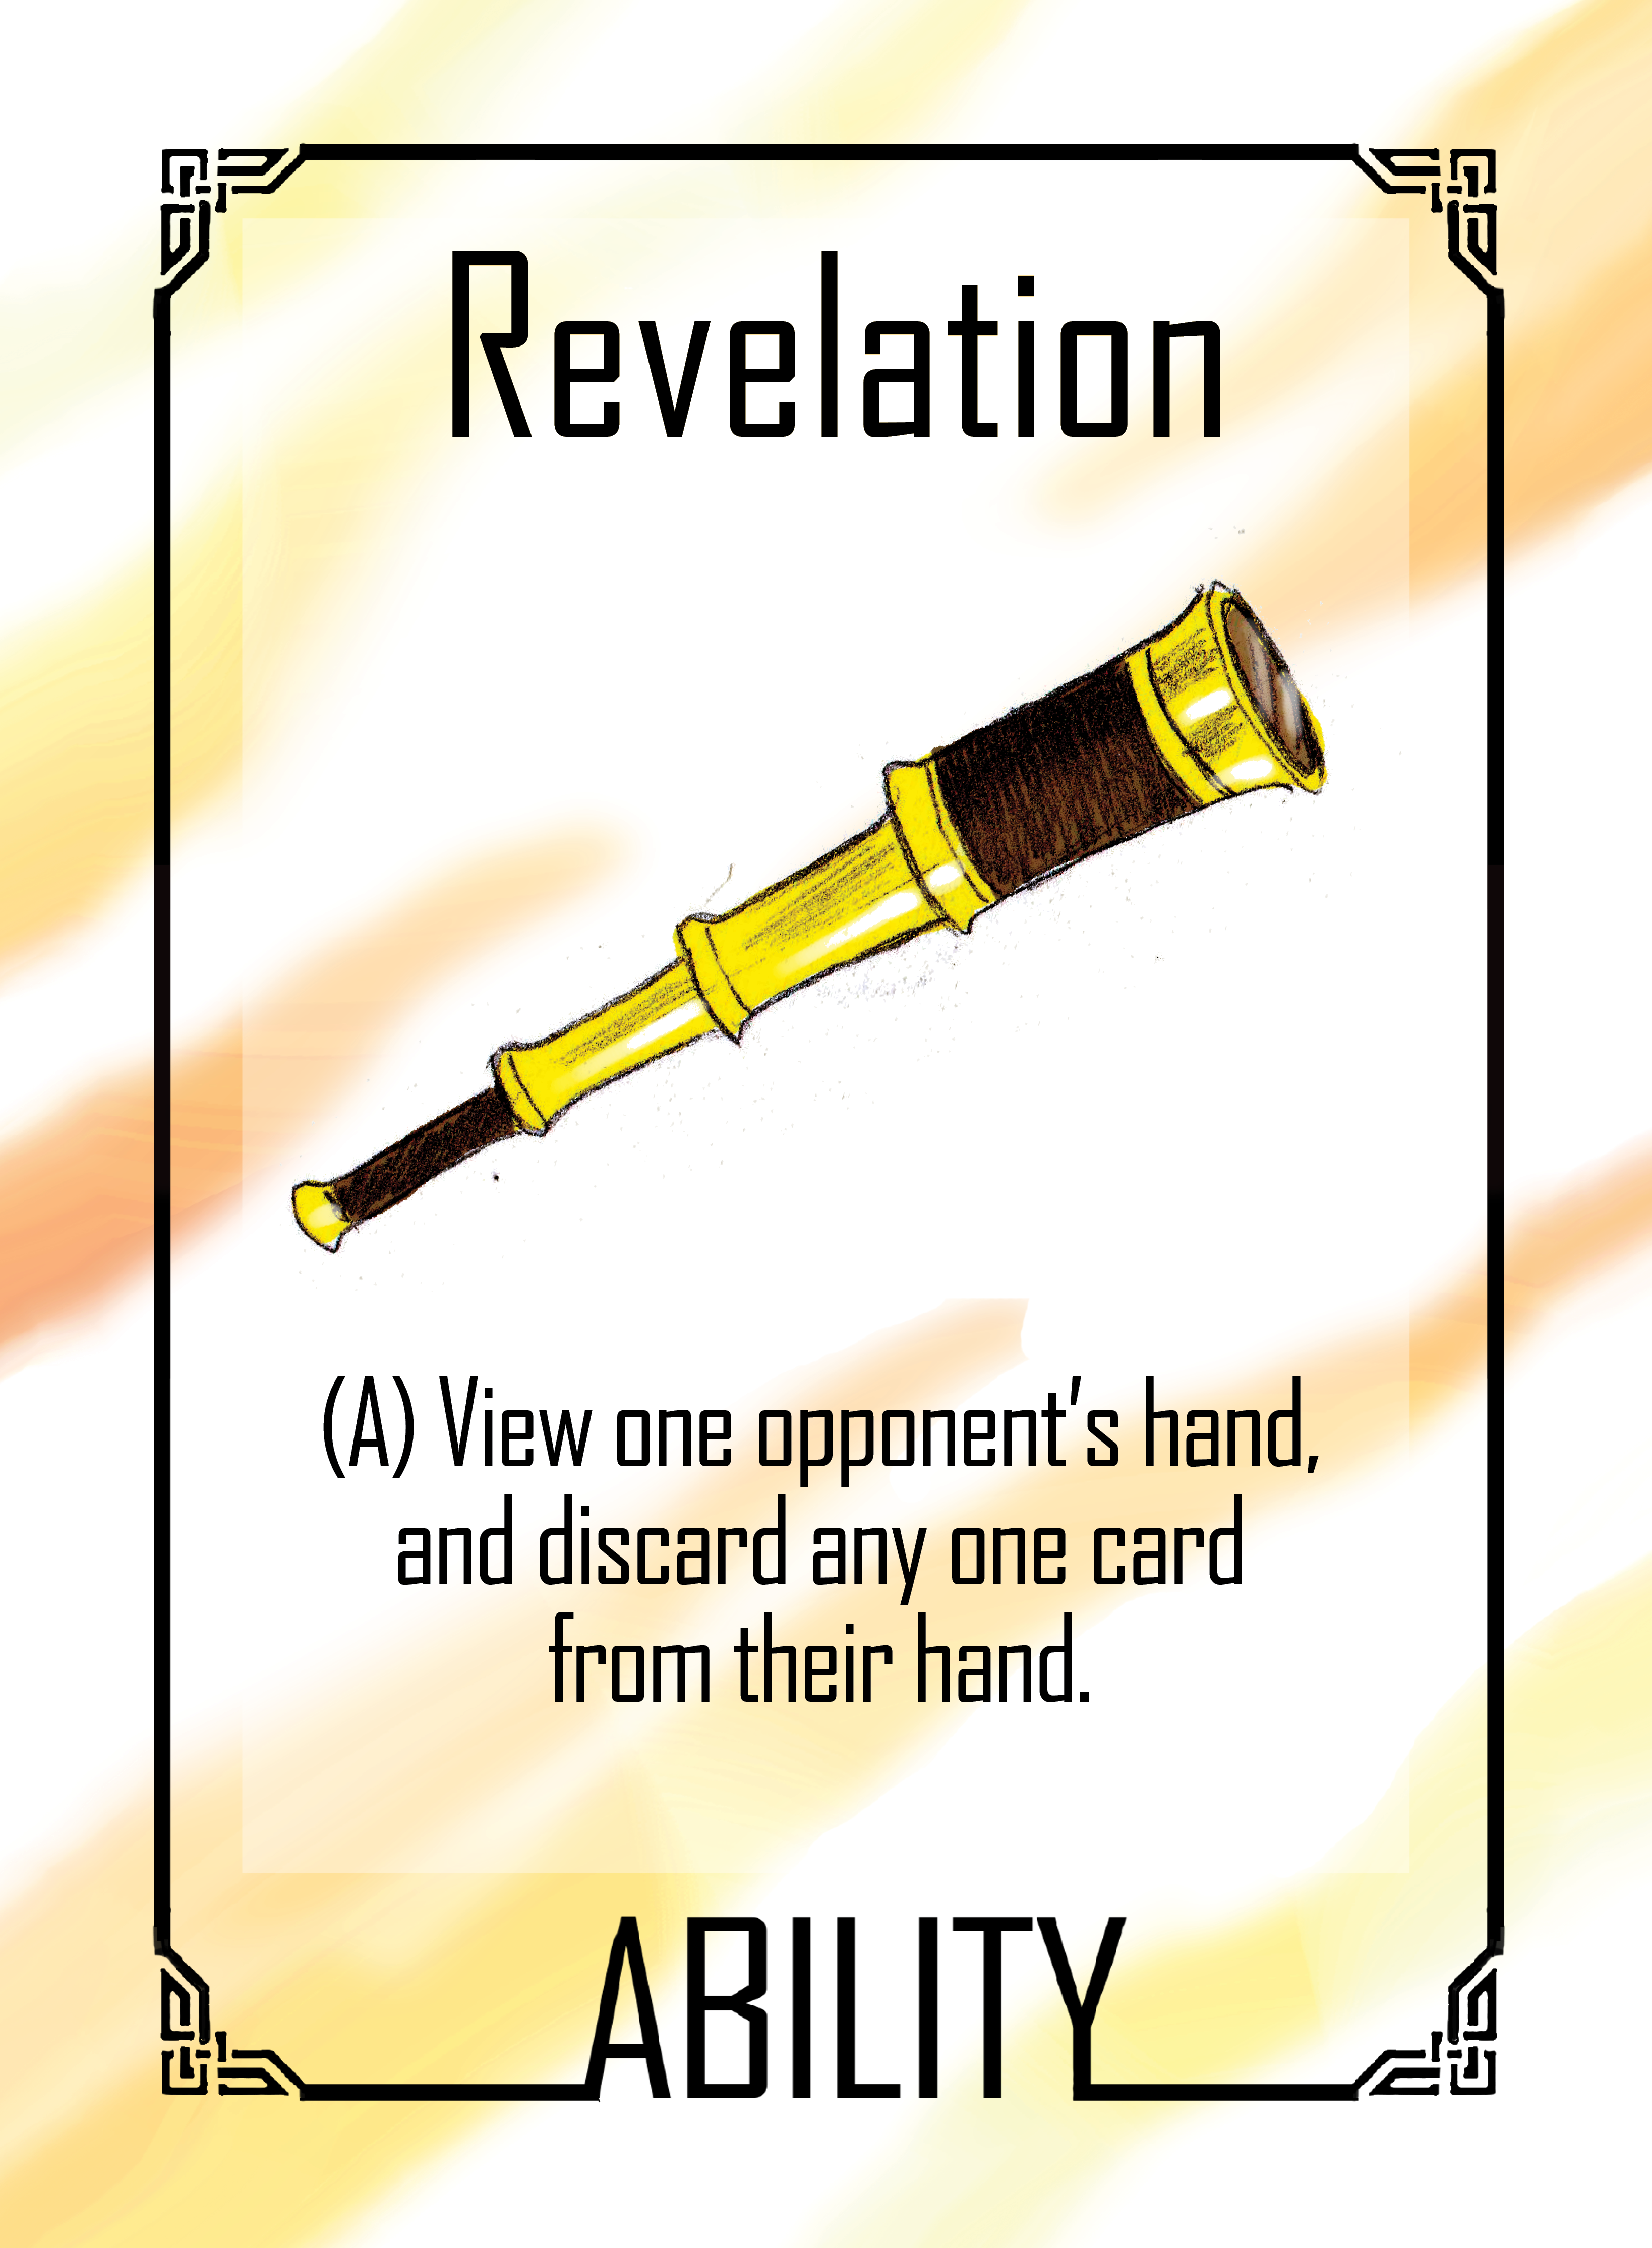 Revelation
(A) View one opponent’s hand,
and discard any one card
from their hand.
ABILITY